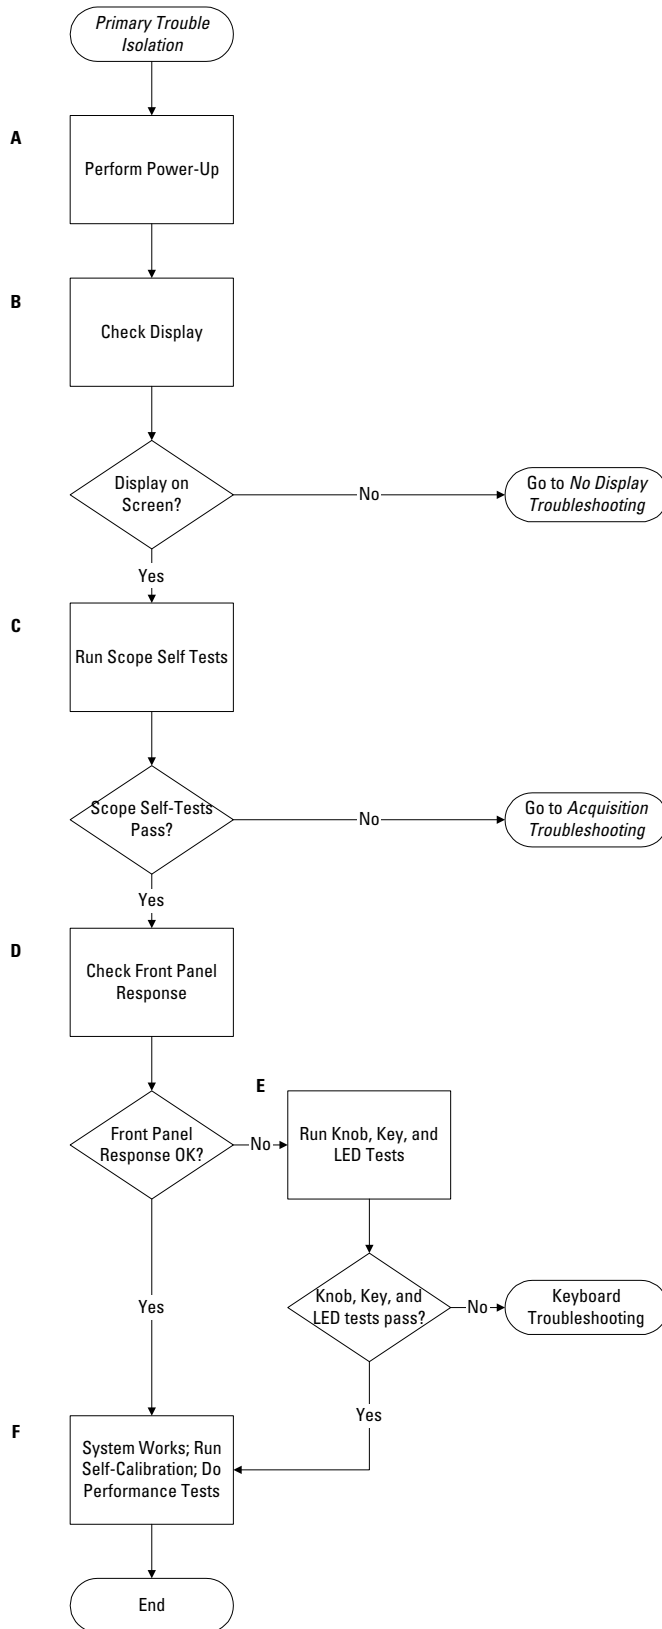 Primary Trouble
Isolation
A
Perform Power-Up
B
Check Display
Display on
Screen?
No
Go to No Display
Troubleshooting
Yes
C
Run Scope Self Tests
Scope Self-Tests
Pass?
No
Go to Acquisition
Troubleshooting
Yes
D
Check Front Panel
Response
E
Front Panel
Response OK?
No
Run Knob, Key, and
LED Tests
Yes
Knob, Key, and
LED tests pass?
No
Keyboard
Troubleshooting
Yes
F
System Works; Run
Self-Calibration; Do
Performance Tests
End